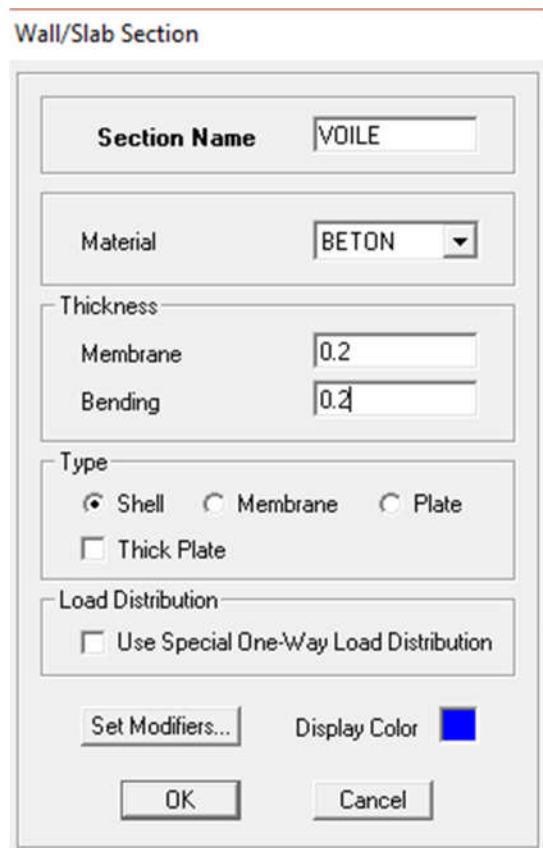 Wall/Slab Section
Section Name VOILE
Material BETON
Thickness
Membrane 0.2
Bending 0.2
Type
Shell Membrane Plate
Thick Plate
Load Distribution
Use Special One-Way Load Distribution
Set Modifiers... Display Color
OK Cancel